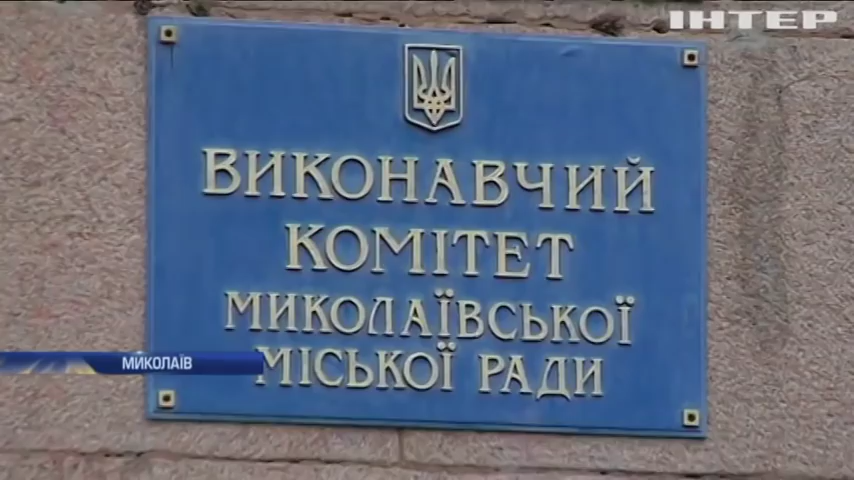 ІНТЕР
ВИКОНАВЧИЙ
КОМІТЕТ
МИКОЛАЇВСЬКОЇ
МІСЬКОЇ РАДИ
МИКОЛАЇВ